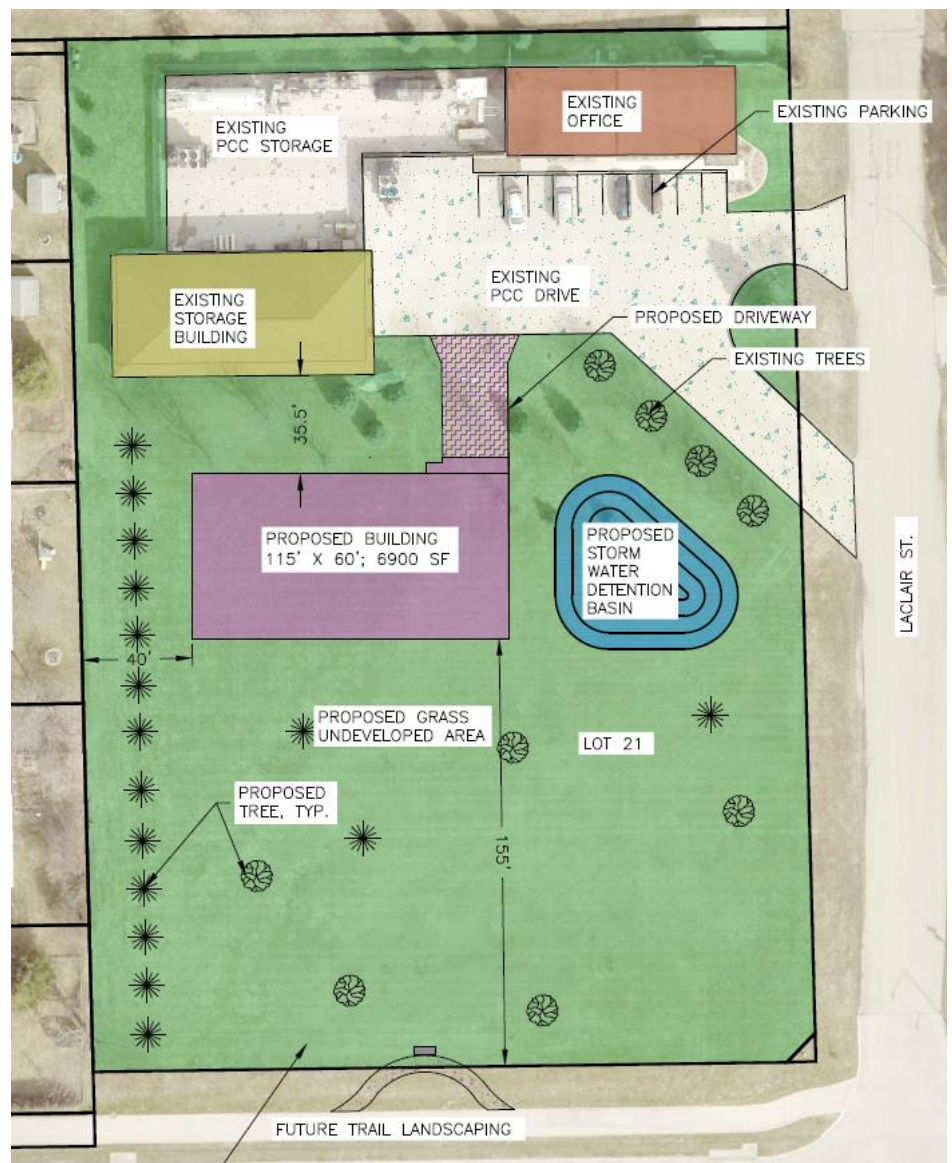 EXISTING
PCC STORAGE
EXISTING
OFFICE
EXISTING PARKING
EXISTING
STORAGE
BUILDING
EXISTING
PCC DRIVE
PROPOSED DRIVEWAY
EXISTING TREES
35.5'
PROPOSED BUILDING
115' X 60'; 6900 SF
PROPOSED
STORM
WATER
DETENTION
BASIN
LACLAIR ST.
40'
PROPOSED GRASS
UNDEVELOPED AREA
LOT 21
PROPOSED
TREE, TYP.
155'
FUTURE TRAIL LANDSCAPING